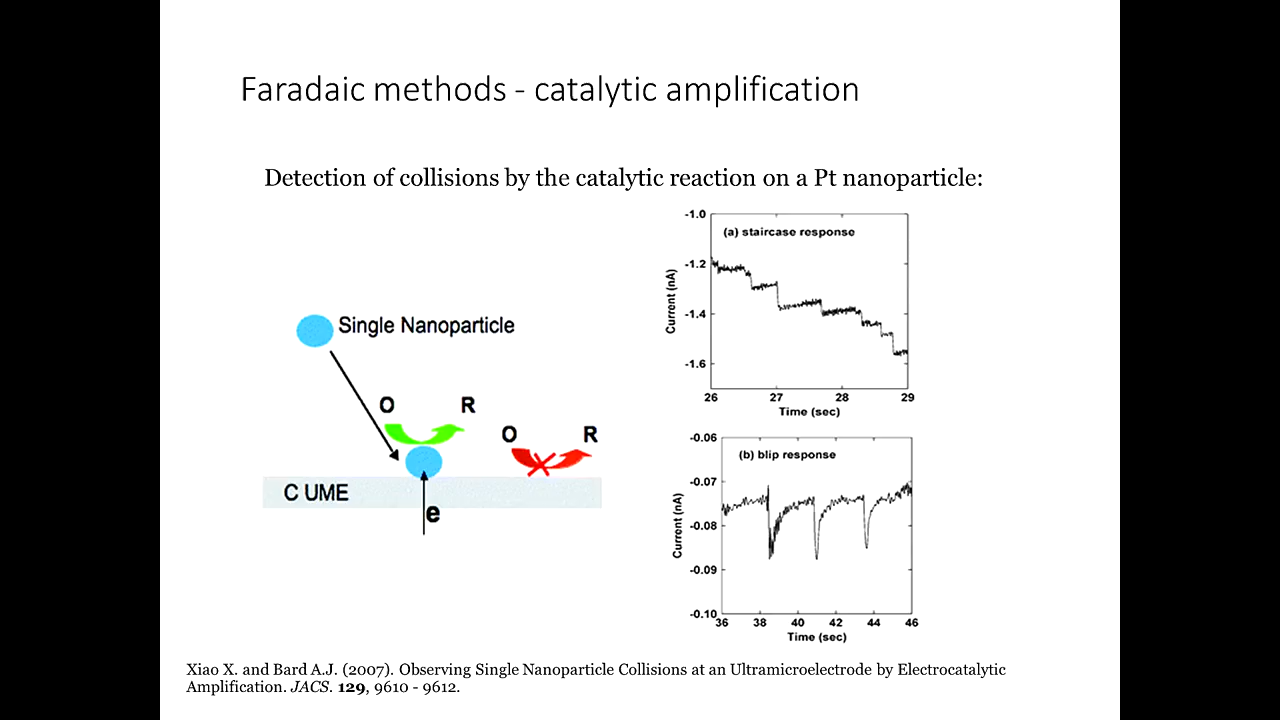 Faradaic methods - catalytic amplification
Detection of collisions by the catalytic reaction on a Pt nanoparticle:
Single Nanoparticle
O
R
O
R
C UME
e
-1.0
(a) staircase response
-1.2
-1.4
-1.6
Current (nA)
26 27 28 29
Time (sec)
-0.06
(b) blip response
-0.07
-0.08
-0.09
-0.10
Current (nA)
36 38 40 42 44 46
Time (sec)
Xiao X. and Bard A.J. (2007). Observing Single Nanoparticle Collisions at an Ultramicroelectrode by Electrocatalytic
Amplification. JACS. 129, 9610 - 9612.